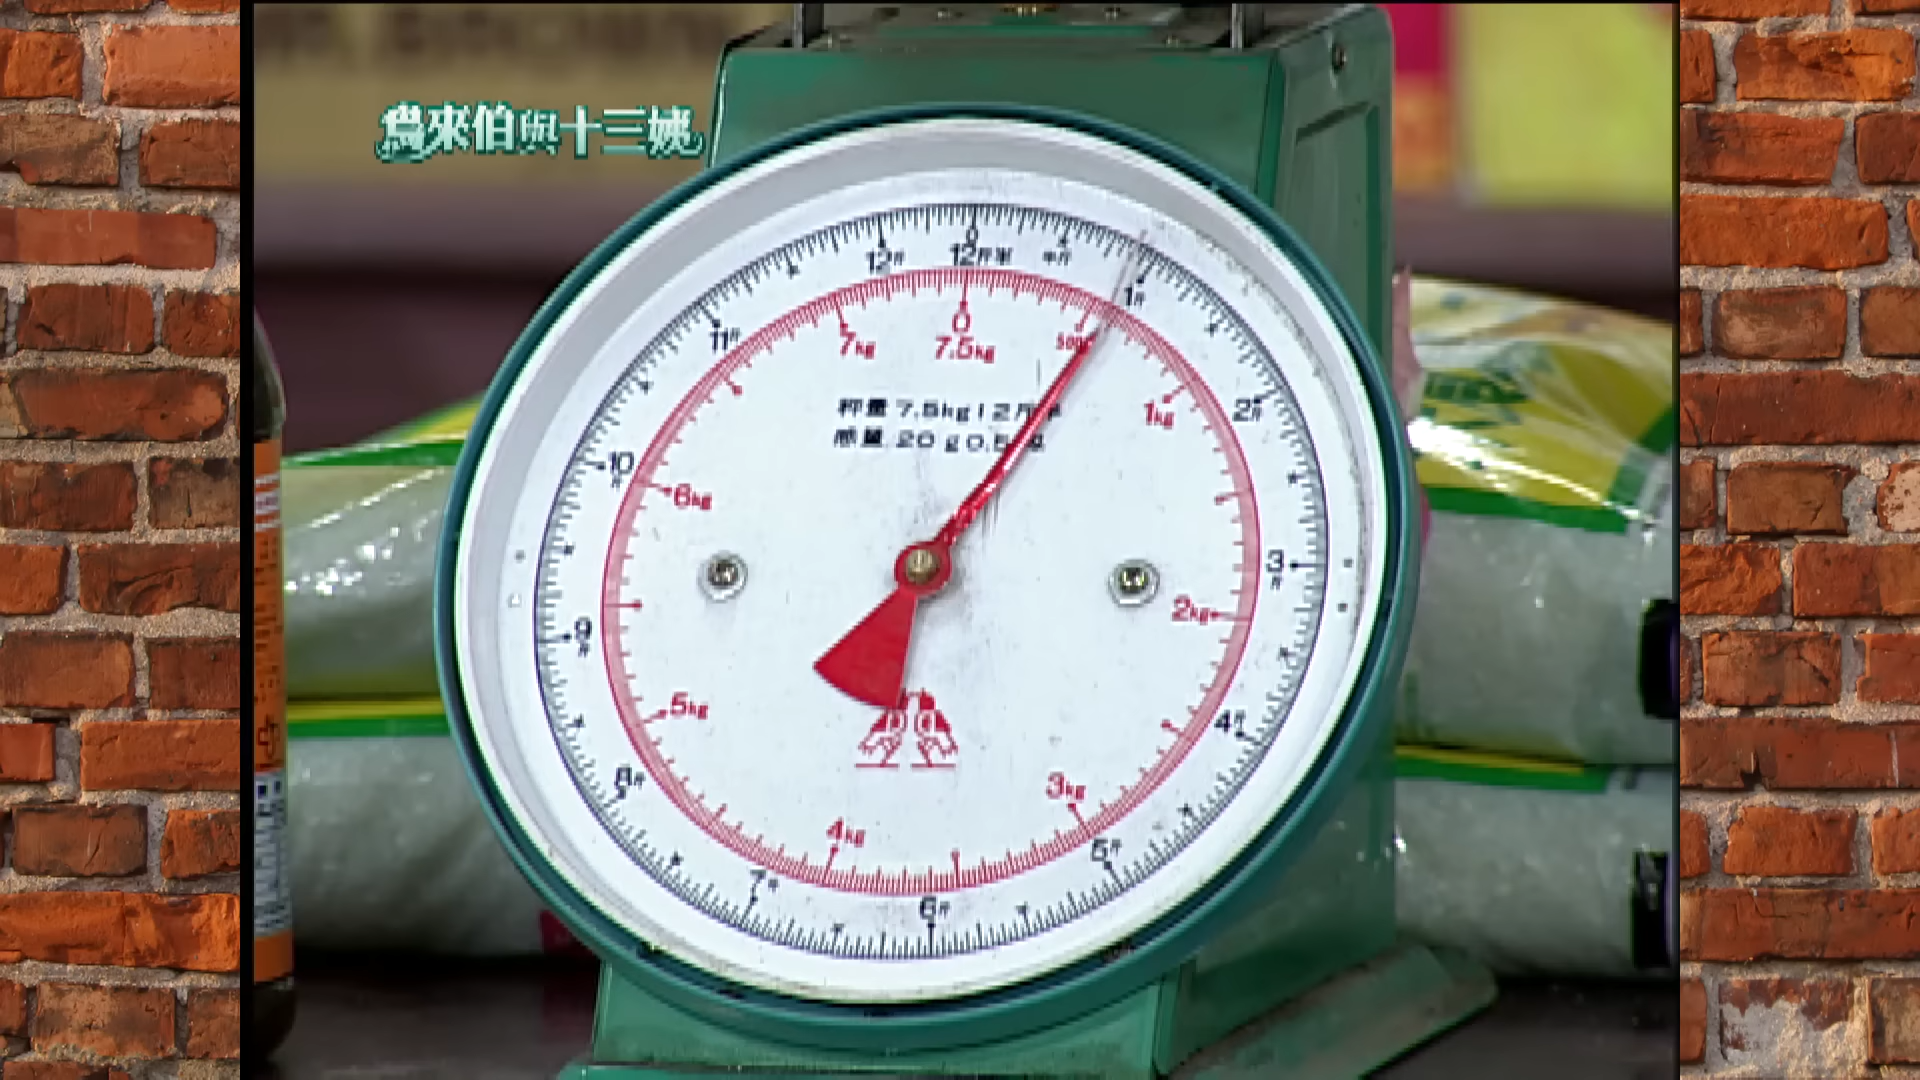 為來伯與十三姨
0
12斤 12斤半 半斤
1斤
11斤
0
7kg 7.5kg 500g
1kg
2斤
秤量 7.5kg 12斤半
感量 20g 0.5兩
10斤
6kg
3斤
9斤
2kg
5kg
4斤
8斤
3kg
4kg
5斤
7斤
6斤